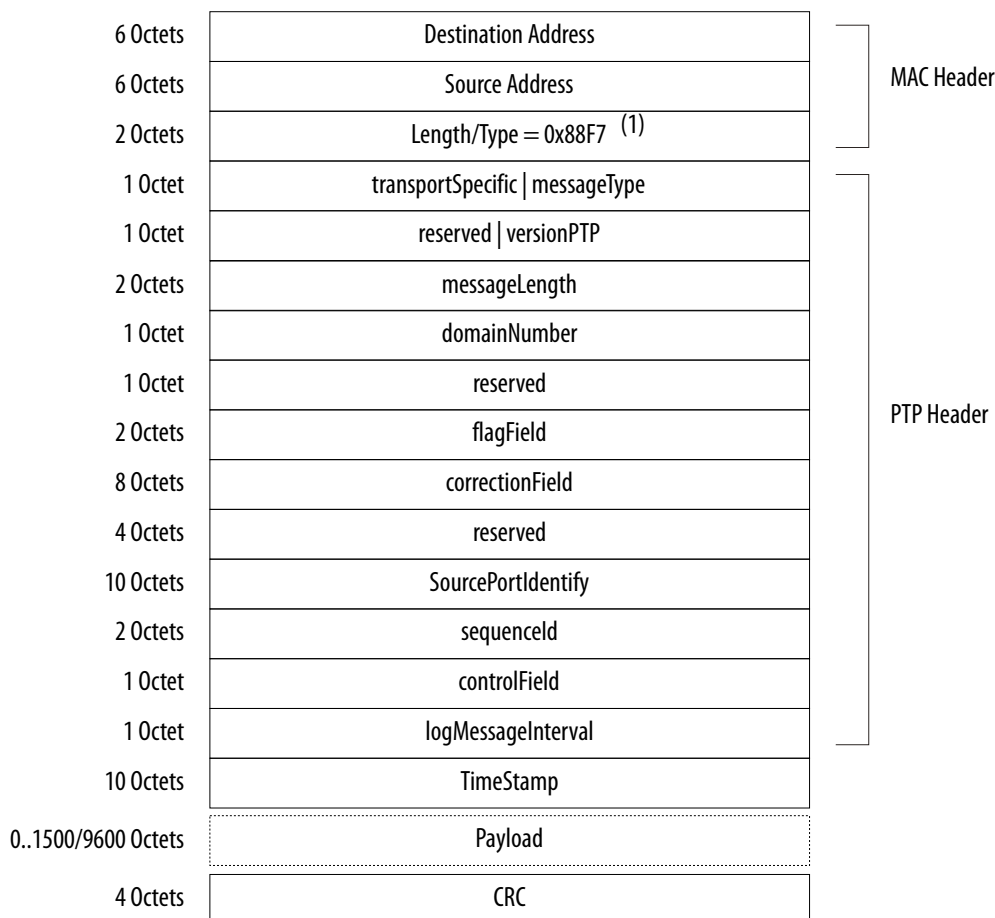 6 Octets Destination Address
6 Octets Source Address
MAC Header
2 Octets Length/Type = 0x88F7 (1)
1 Octet transportSpecific | messageType
1 Octet reserved | versionPTP
2 Octets messageLength
1 Octet domainNumber
1 Octet reserved
2 Octets flagField
PTP Header
8 Octets correctionField
4 Octets reserved
10 Octets SourcePortIdentify
2 Octets sequenceId
1 Octet controlField
1 Octet logMessageInterval
10 Octets TimeStamp
0..1500/9600 Octets Payload
4 Octets CRC